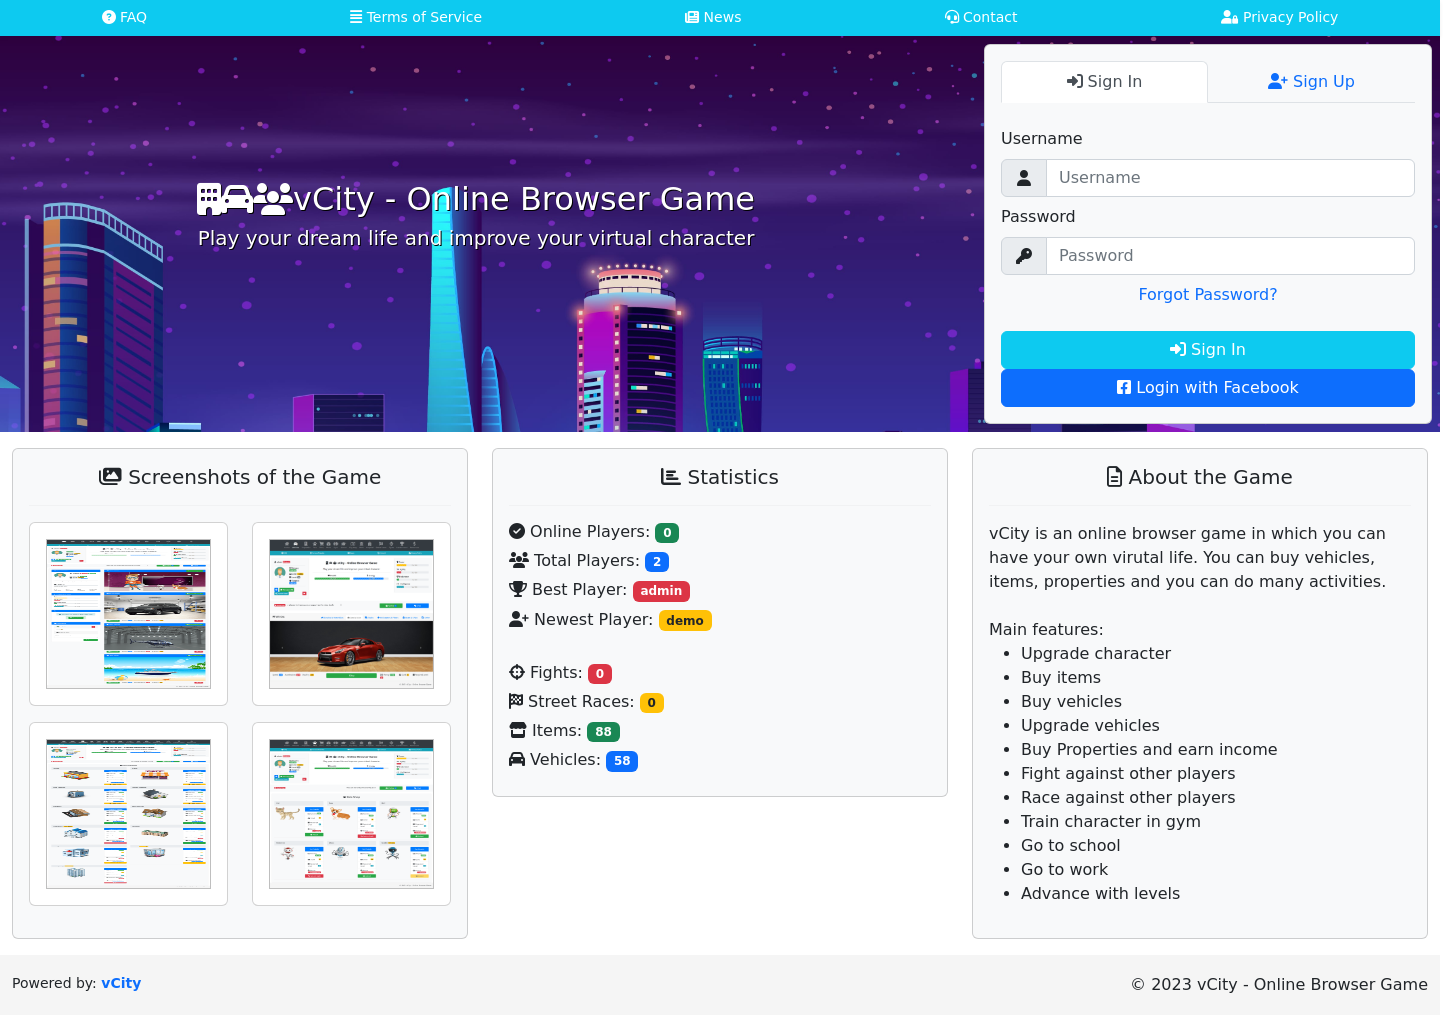 FAQ
Terms of Service
News
Contact
Privacy Policy
vCity - Online Browser Game
Play your dream life and improve your virtual character
Sign In
Sign Up
Username
Username
Password
Password
Forgot Password?
Sign In
Login with Facebook
Screenshots of the Game
Statistics
Online Players: 0
Total Players: 2
Best Player: admin
Newest Player: demo
Fights: 0
Street Races: 0
Items: 88
Vehicles: 58
About the Game
vCity is an online browser game in which you can
have your own virutal life. You can buy vehicles,
items, properties and you can do many activities.
Main features:
Upgrade character
Buy items
Buy vehicles
Upgrade vehicles
Buy Properties and earn income
Fight against other players
Race against other players
Train character in gym
Go to school
Go to work
Advance with levels
Powered by: vCity
© 2023 vCity - Online Browser Game